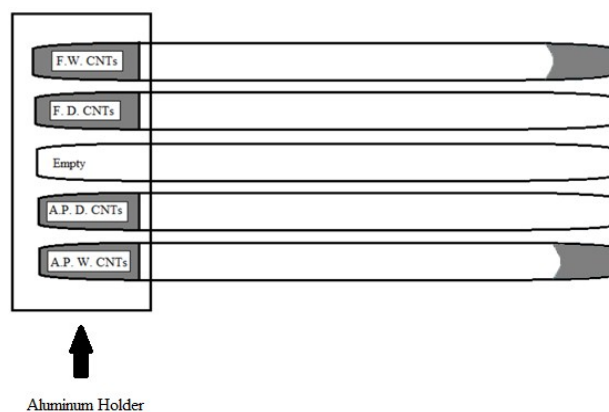 F.W. CNTs
F. D. CNTs
Empty
A.P. D. CNTs
A.P. W. CNTs
Aluminum Holder